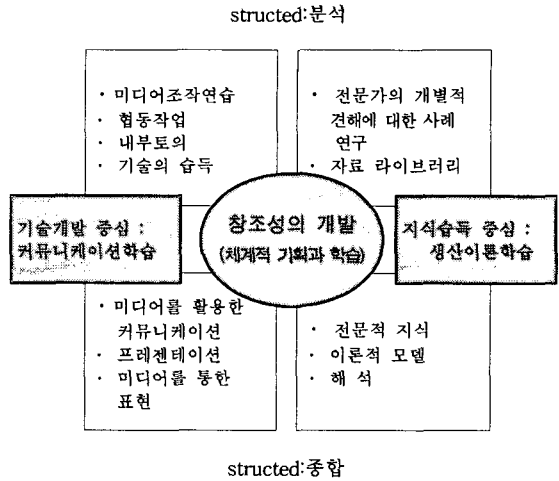 structed:분석
· 미디어조작연습
· 협동작업
· 내부토의
· 기술의 습득
· 전문가의 개별적
견해에 대한 사례
연구
· 자료 라이브러리
기술개발 중심 :
커뮤니케이션학습
창조성의 개발
(체계적 기획과 학습)
지식습득 중심 :
생산이론학습
· 미디어를 활용한
커뮤니케이션
· 프레젠테이션
· 미디어를 통한
표현
· 전문적 지식
· 이론적 모델
· 해 석
structed:종합